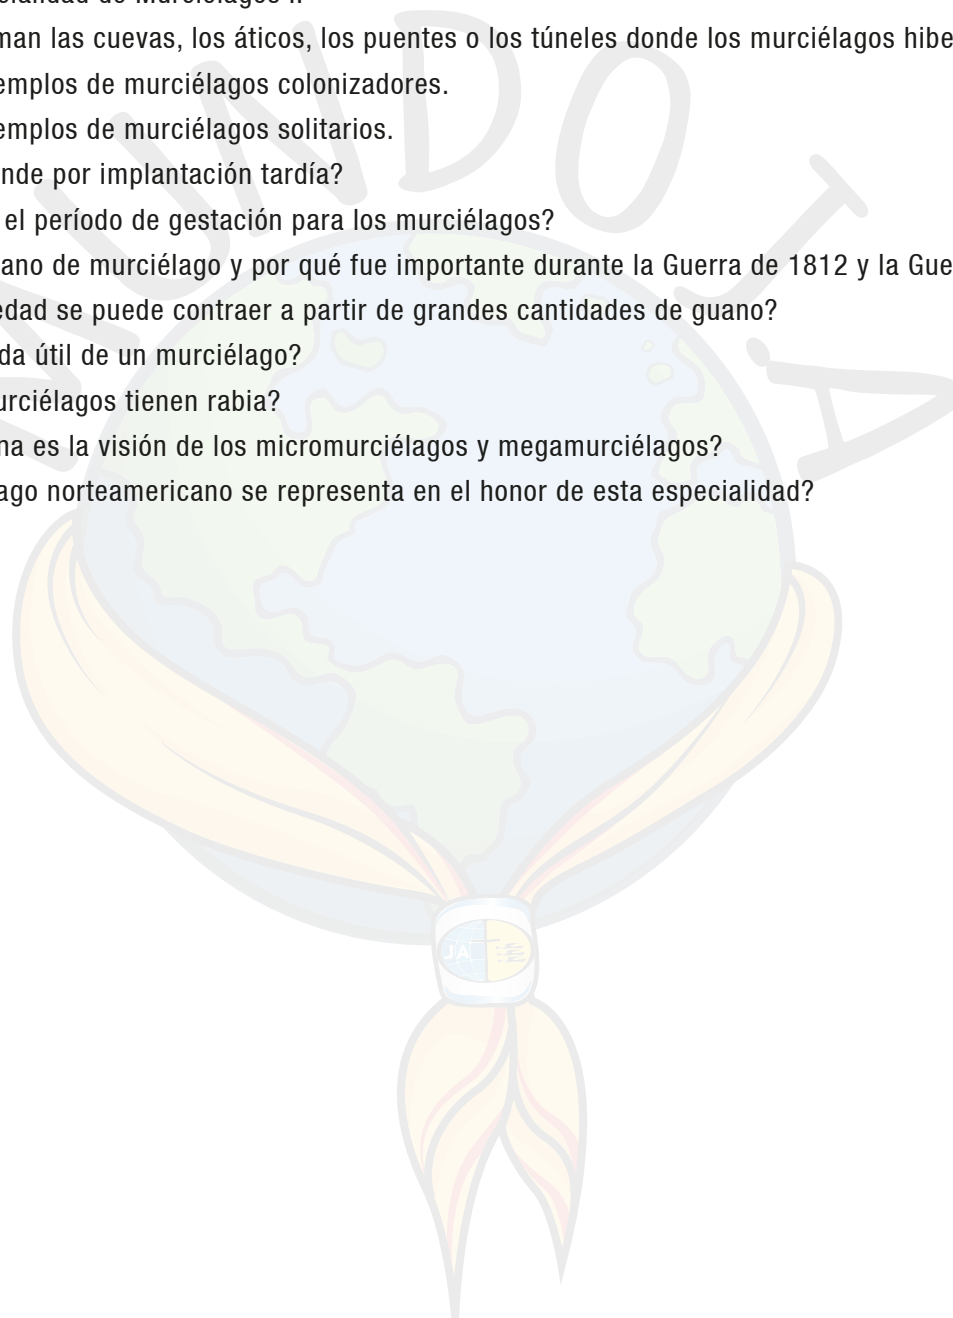 man las cuevas, los áticos, los puentes o los túneles donde los murciélagos hibe
emplos de murciélagos colonizadores.
emplos de murciélagos solitarios.
nde por implantación tardía?
el período de gestación para los murciélagos?
ano de murciélago y por qué fue importante durante la Guerra de 1812 y la Gue
edad se puede contraer a partir de grandes cantidades de guano?
da útil de un murciélago?
urciélagos tienen rabia?
na es la visión de los micromurciélagos y megamurciélagos?
ago norteamericano se representa en el honor de esta especialidad?
MUNDO JA
JA